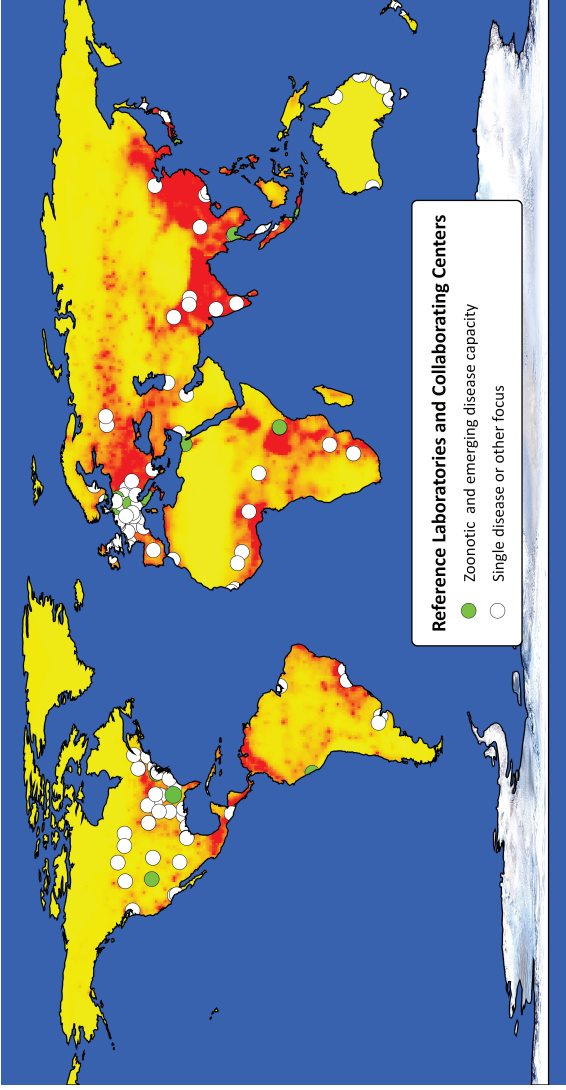 Reference Laboratories and Collaborating Centers
Zoonotic and emerging disease capacity
Single disease or other focus